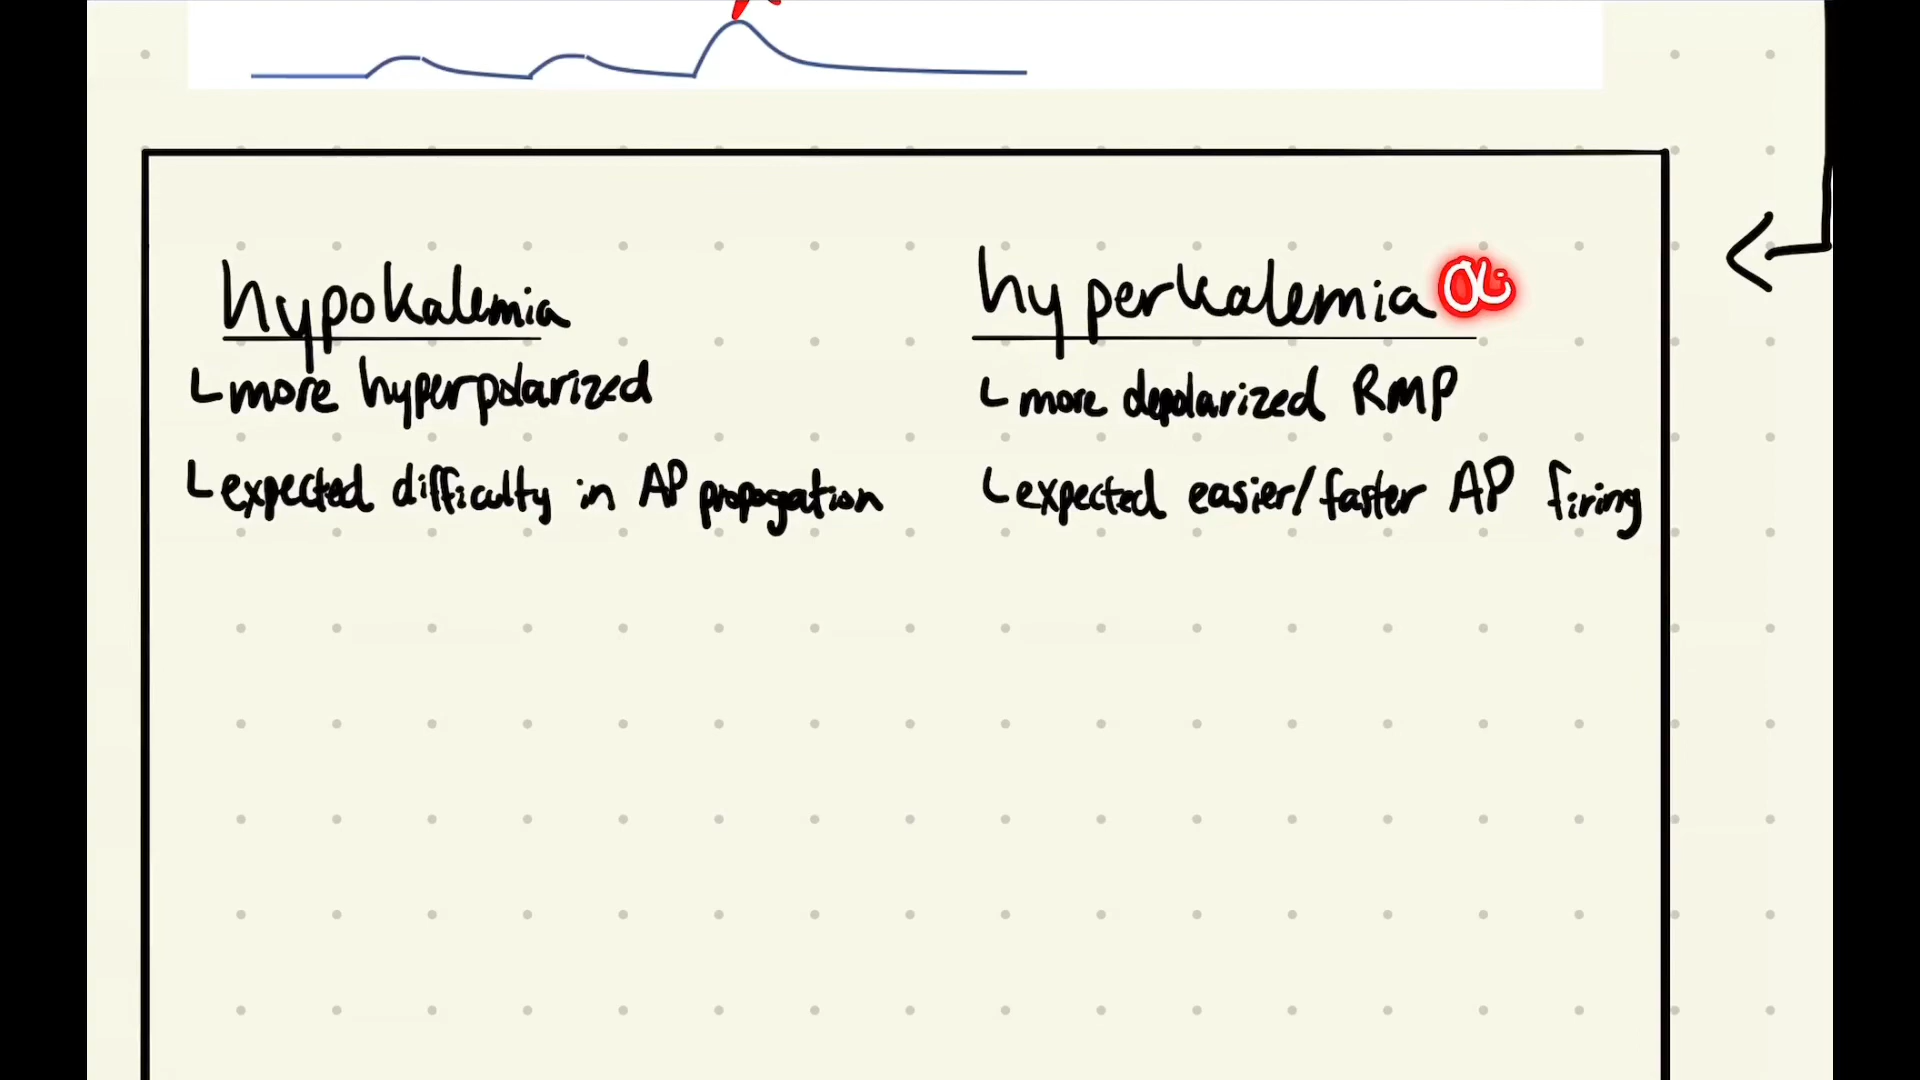 hypokalemia
more hyperpolarized
expected difficulty in AP propogation
hyperkalemia
more depolarized RMP
expected easier/faster AP firing